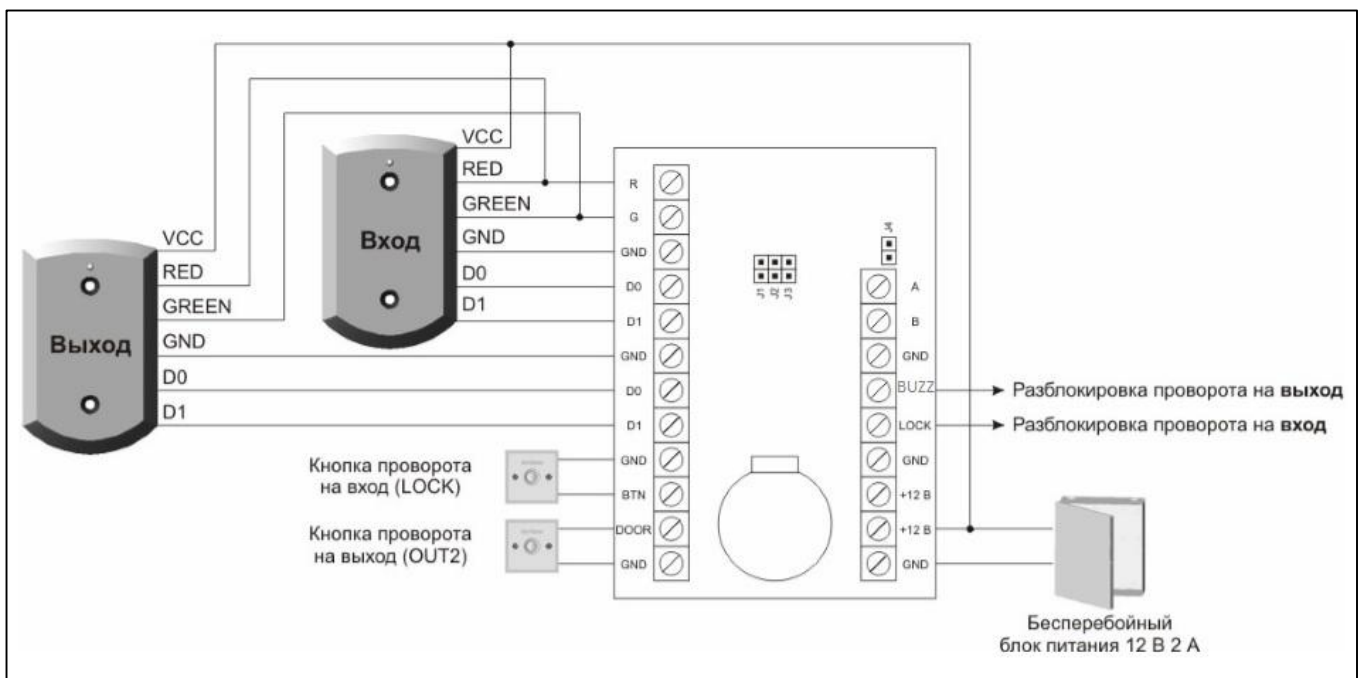 VCC
RED
GREEN
GND
D0
D1
Вход
VCC
RED
GREEN
GND
D0
D1
Выход
R
G
GND
D0
D1
GND
D0
D1
GND
BTN
DOOR
GND
J1
J2
J3
J4
A
B
GND
BUZZ
LOCK
GND
+12 В
+12 В
GND
Разблокировка проворота на выход
Разблокировка проворота на вход
Кнопка проворота
на вход (LOCK)
Кнопка проворота
на выход (OUT2)
Бесперебойный
блок питания 12 В 2 А